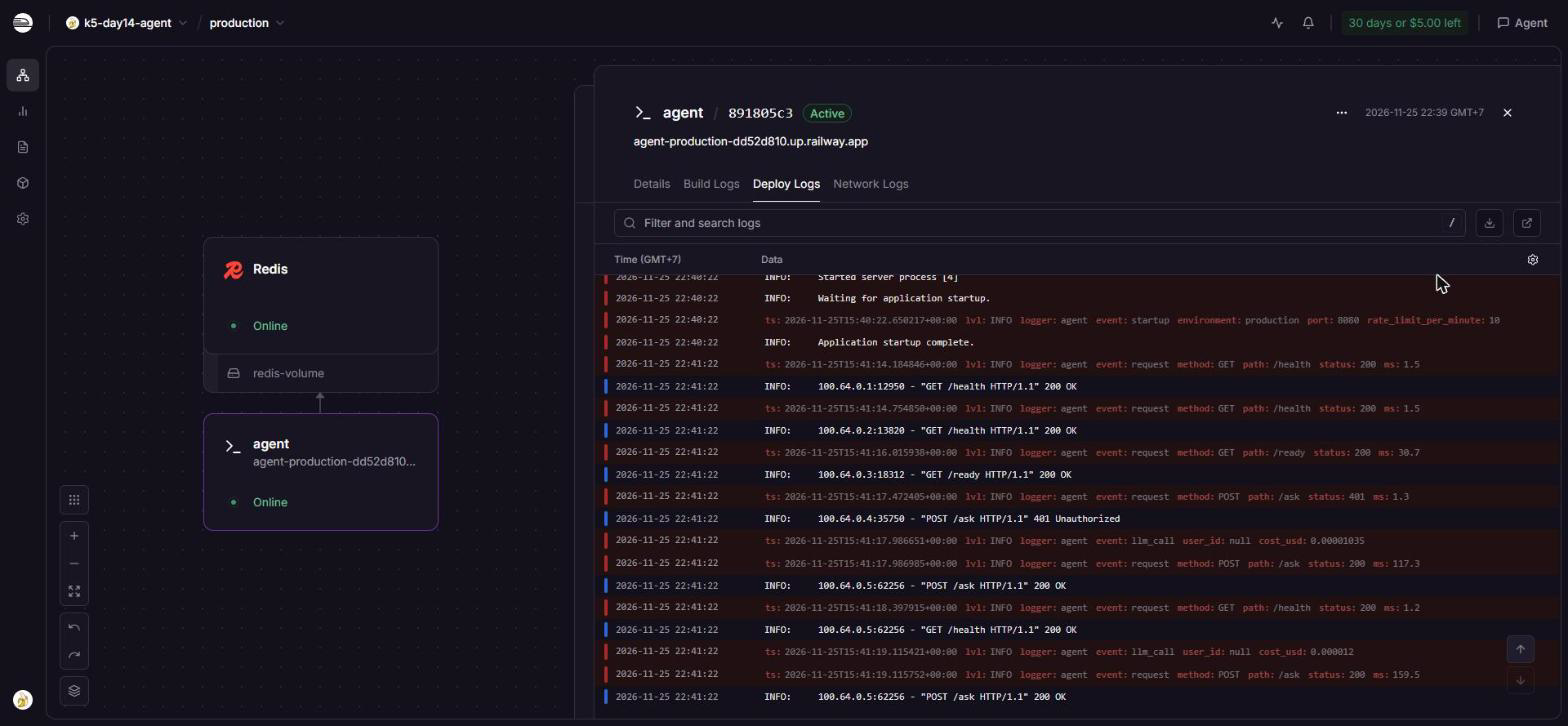 k5-day14-agent / production
30 days or $5.00 left
Agent
Redis
Online
redis-volume
agent
agent-production-dd52d810...
Online
agent / 891805c3 Active
2026-11-25 22:39 GMT+7
agent-production-dd52d810.up.railway.app
Details Build Logs Deploy Logs Network Logs
Filter and search logs /
Time (GMT+7) Data
2026-11-25 22:40:22 INFO: Started server process [4]
2026-11-25 22:40:22 INFO: Waiting for application startup.
2026-11-25 22:40:22 ts: 2026-11-25T15:40:22.650217+00:00 lvl: INFO logger: agent event: startup environment: production port: 8080 rate_limit_per_minute: 10
2026-11-25 22:40:22 INFO: Application startup complete.
2026-11-25 22:41:22 ts: 2026-11-25T15:41:14.184846+00:00 lvl: INFO logger: agent event: request method: GET path: /health status: 200 ms: 1.5
2026-11-25 22:41:22 INFO: 100.64.0.1:12950 - "GET /health HTTP/1.1" 200 OK
2026-11-25 22:41:22 ts: 2026-11-25T15:41:14.754850+00:00 lvl: INFO logger: agent event: request method: GET path: /health status: 200 ms: 1.5
2026-11-25 22:41:22 INFO: 100.64.0.2:13820 - "GET /health HTTP/1.1" 200 OK
2026-11-25 22:41:22 ts: 2026-11-25T15:41:16.015938+00:00 lvl: INFO logger: agent event: request method: GET path: /ready status: 200 ms: 30.7
2026-11-25 22:41:22 INFO: 100.64.0.3:18312 - "GET /ready HTTP/1.1" 200 OK
2026-11-25 22:41:22 ts: 2026-11-25T15:41:17.472405+00:00 lvl: INFO logger: agent event: request method: POST path: /ask status: 401 ms: 1.3
2026-11-25 22:41:22 INFO: 100.64.0.4:35750 - "POST /ask HTTP/1.1" 401 Unauthorized
2026-11-25 22:41:22 ts: 2026-11-25T15:41:17.986651+00:00 lvl: INFO logger: agent event: llm_call user_id: null cost_usd: 0.00001035
2026-11-25 22:41:22 ts: 2026-11-25T15:41:17.986985+00:00 lvl: INFO logger: agent event: request method: POST path: /ask status: 200 ms: 117.3
2026-11-25 22:41:22 INFO: 100.64.0.5:62256 - "POST /ask HTTP/1.1" 200 OK
2026-11-25 22:41:22 ts: 2026-11-25T15:41:18.397915+00:00 lvl: INFO logger: agent event: request method: GET path: /health status: 200 ms: 1.2
2026-11-25 22:41:22 INFO: 100.64.0.5:62256 - "GET /health HTTP/1.1" 200 OK
2026-11-25 22:41:22 ts: 2026-11-25T15:41:19.115421+00:00 lvl: INFO logger: agent event: llm_call user_id: null cost_usd: 0.000012
2026-11-25 22:41:22 ts: 2026-11-25T15:41:19.115752+00:00 lvl: INFO logger: agent event: request method: POST path: /ask status: 200 ms: 159.5
2026-11-25 22:41:22 INFO: 100.64.0.5:62256 - "POST /ask HTTP/1.1" 200 OK